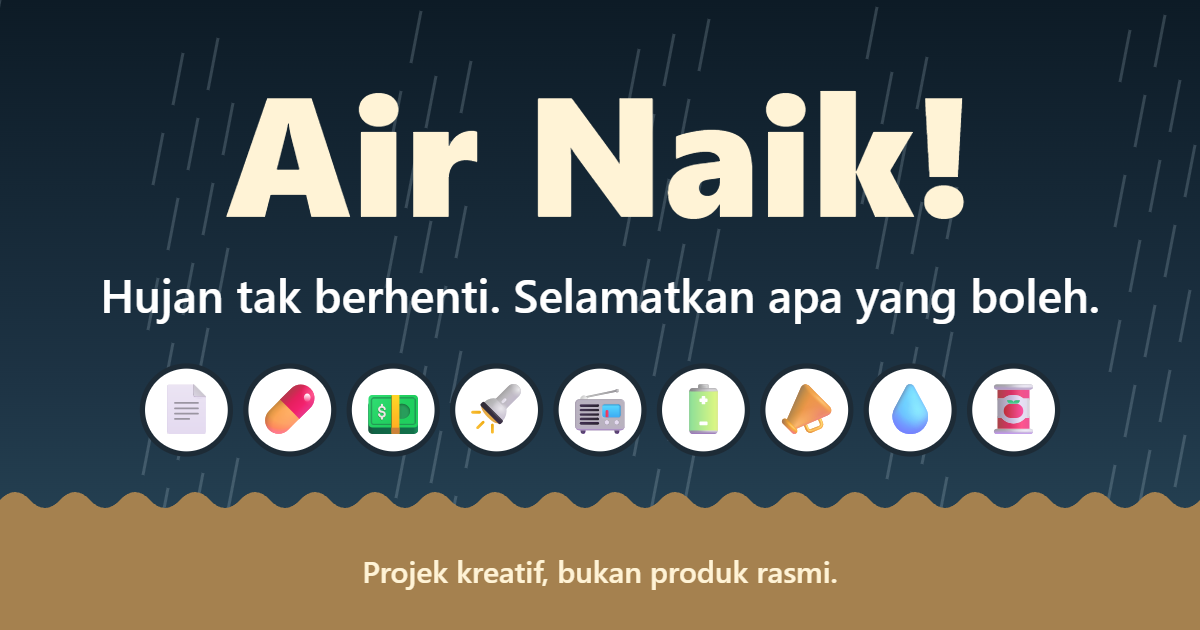 Air Naik!
Hujan tak berhenti. Selamatkan apa yang boleh.
$
Projek kreatif, bukan produk rasmi.